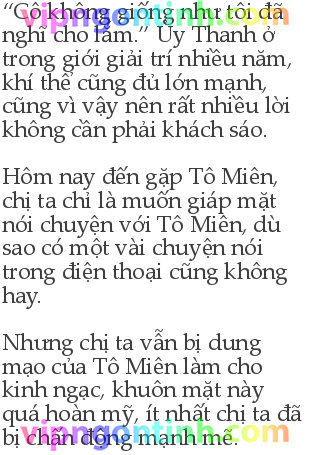 “Cô không giống như tôi đã
nghĩ cho lắm.” Uy Thanh ở
trong giới giải trí nhiều năm,
khí thế cũng đủ lớn mạnh,
cũng vì vậy nên rất nhiều lời
không cần phải khách sáo.
Hôm nay đến gặp Tô Miên,
chị ta chỉ là muốn giáp mặt
nói chuyện với Tô Miên, dù
sao có một vài chuyện nói
trong điện thoại cũng không
hay.
Nhưng chị ta vẫn bị dung
mạo của Tô Miên làm cho
kinh ngạc, khuôn mặt này
quá hoàn mỹ, ít nhất chị ta đã
bị chấn động mạnh mẽ.
vipngontinh.com
vipngontinh.com